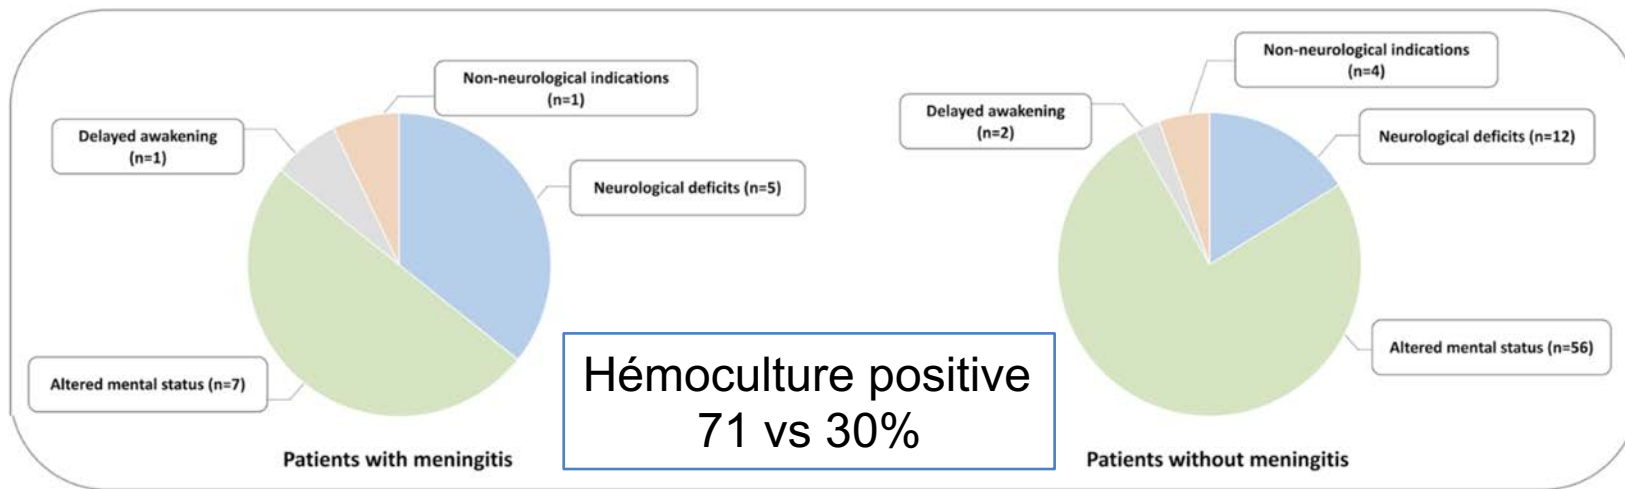 Non-neurological indications
(n=1)
Delayed awakening
(n=1)
Neurological deficits (n=5)
Altered mental status (n=7)
Patients with meningitis
Hémoculture positive
71 vs 30%
Non-neurological indications
(n=4)
Delayed awakening
(n=2)
Neurological deficits (n=12)
Altered mental status (n=56)
Patients without meningitis